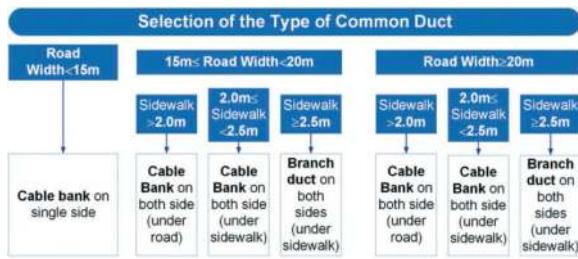 Selection of the Type of Common Duct
Road
Width<15m
15m≤ Road Width<20m
Road Width≥20m
Sidewalk
>2.0m
2.0m≤
Sidewalk
<2.5m
Sidewalk
≥2.5m
Sidewalk
>2.0m
2.0m≤
Sidewalk
<2.5m
Sidewalk
≥2.5m
Cable bank on
single side
Cable
Bank on
both side
(under
road)
Cable
Bank on
both side
(under
sidewalk)
Branch
duct on
both
sides
(under
sidewalk)
Cable
Bank on
both side
(under
road)
Cable
Bank on
both side
(under
sidewalk)
Branch
duct on
both
sides
(under
sidewalk)